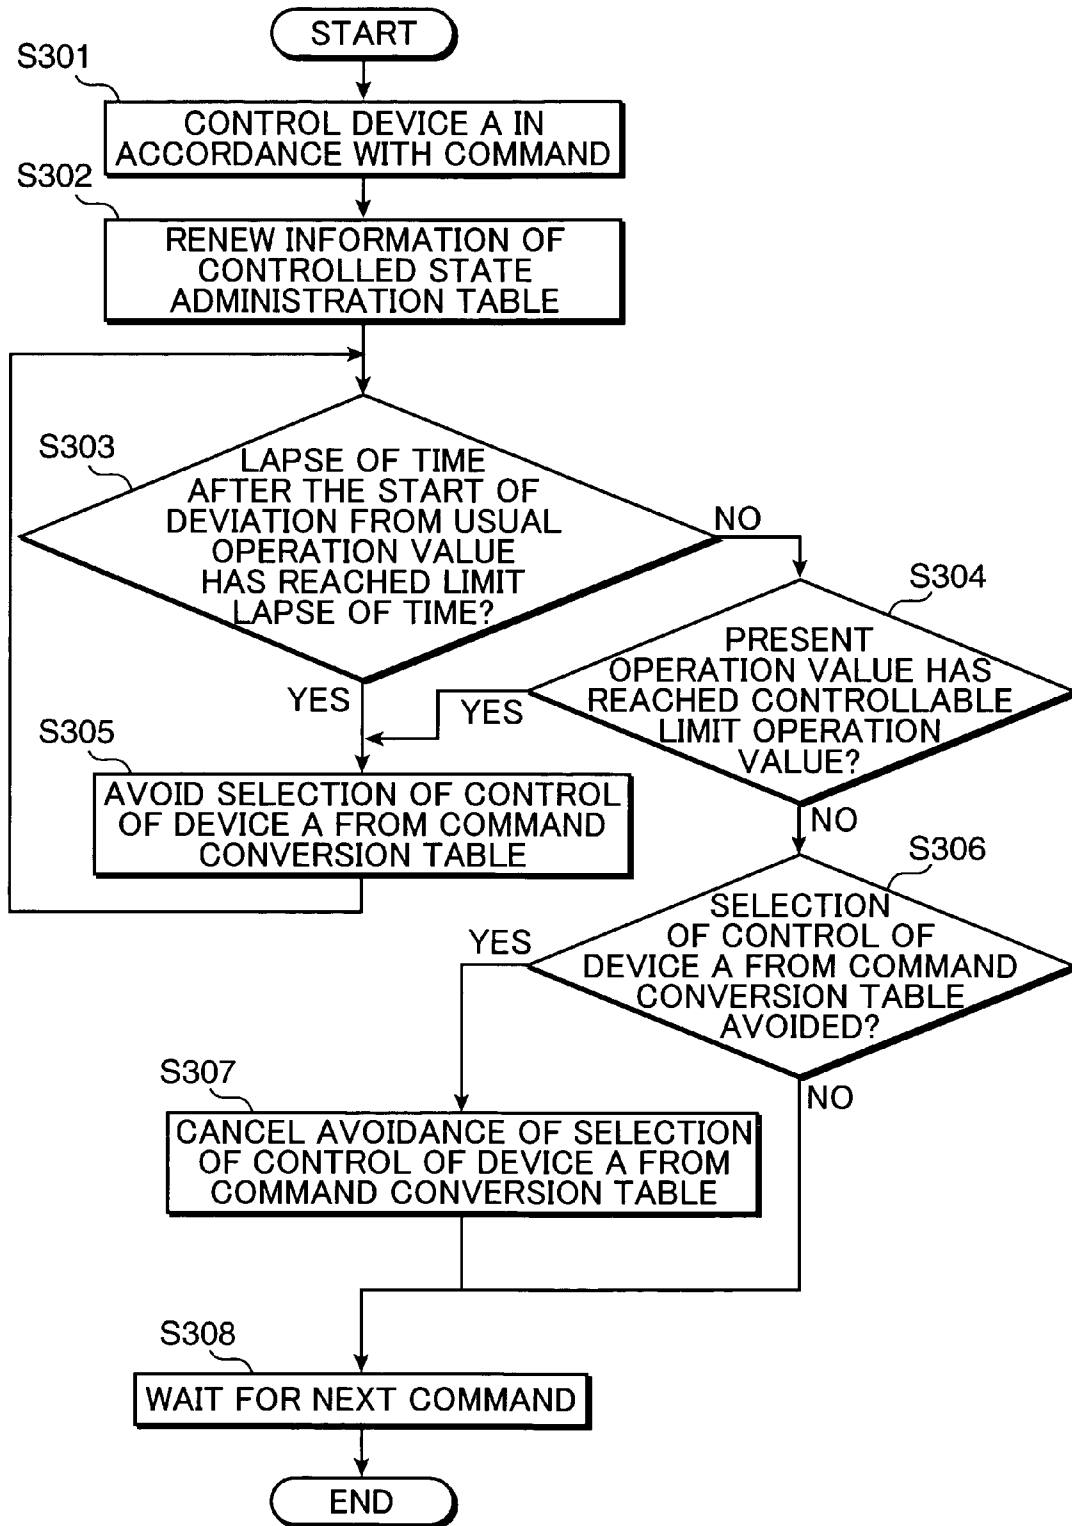 START
S301
CONTROL DEVICE A IN
ACCORDANCE WITH COMMAND
S302
RENEW INFORMATION OF
CONTROLLED STATE
ADMINISTRATION TABLE
S303
LAPSE OF TIME
AFTER THE START OF
DEVIATION FROM USUAL
OPERATION VALUE
HAS REACHED LIMIT
LAPSE OF TIME?
NO
YES
S304
PRESENT
OPERATION VALUE HAS
REACHED CONTROLLABLE
LIMIT OPERATION
VALUE?
YES
NO
S305
AVOID SELECTION OF CONTROL
OF DEVICE A FROM COMMAND
CONVERSION TABLE
S306
SELECTION
OF CONTROL OF
DEVICE A FROM COMMAND
CONVERSION TABLE
AVOIDED?
YES
NO
S307
CANCEL AVOIDANCE OF SELECTION
OF CONTROL OF DEVICE A FROM
COMMAND CONVERSION TABLE
S308
WAIT FOR NEXT COMMAND
END